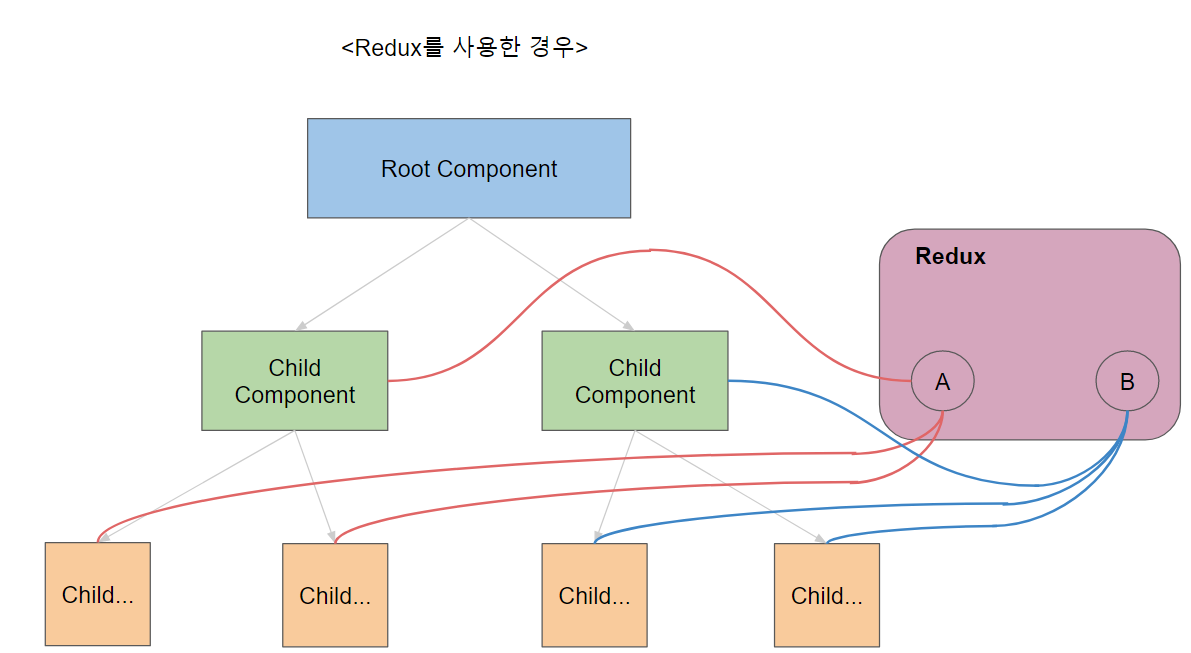 <Redux를 사용한 경우>
Root Component
Redux
Child
Component
Child
Component
A
B
Child...
Child...
Child...
Child...